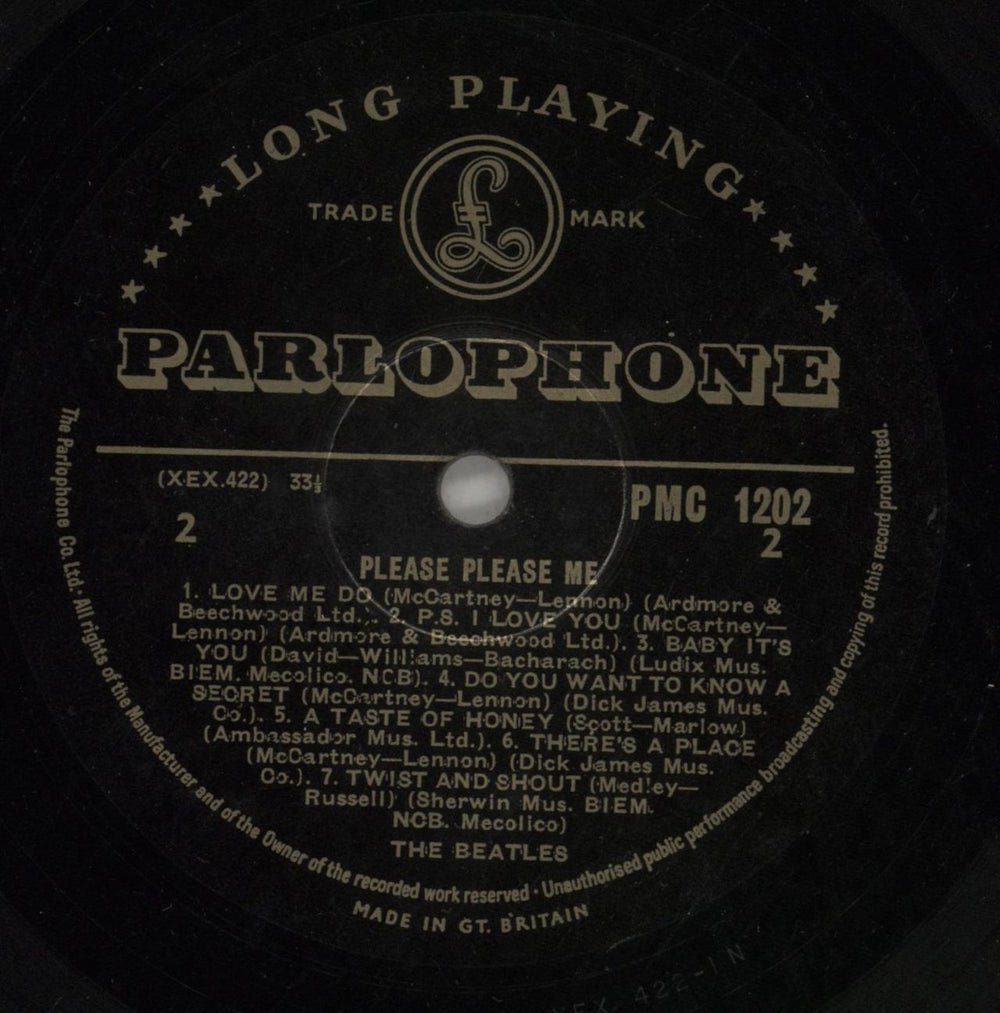 LONG PLAYING
TRADE £ MARK
PARLOPHONE
(XEX.422) 33⅓
PMC 1202
2
2
PLEASE PLEASE ME
1. LOVE ME DO (McCartney—Lennon) (Ardmore &
Beechwood Ltd.). 2. P.S. I LOVE YOU (McCartney—
Lennon) (Ardmore & Beechwood Ltd.). 3. BABY IT'S
YOU (David—Williams—Bacharach) (Ludix Mus.
BIEM. Mecolico. NCB). 4. DO YOU WANT TO KNOW A
SECRET (McCartney—Lennon) (Dick James Mus.
Co.). 5. A TASTE OF HONEY (Scott—Marlow)
(Ambassador Mus. Ltd.). 6. THERE'S A PLACE
(McCartney—Lennon) (Dick James Mus.
Co.). 7. TWIST AND SHOUT (Medley—
Russell) (Sherwin Mus. BIEM.
NCB. Mecolico)
THE BEATLES
The Parlophone Co. Ltd. · All rights of the Manufacturer and of the Owner of the recorded work reserved · Unauthorised public performance broadcasting and copying of this record prohibited.
MADE IN GT. BRITAIN
XEX. 422-1N